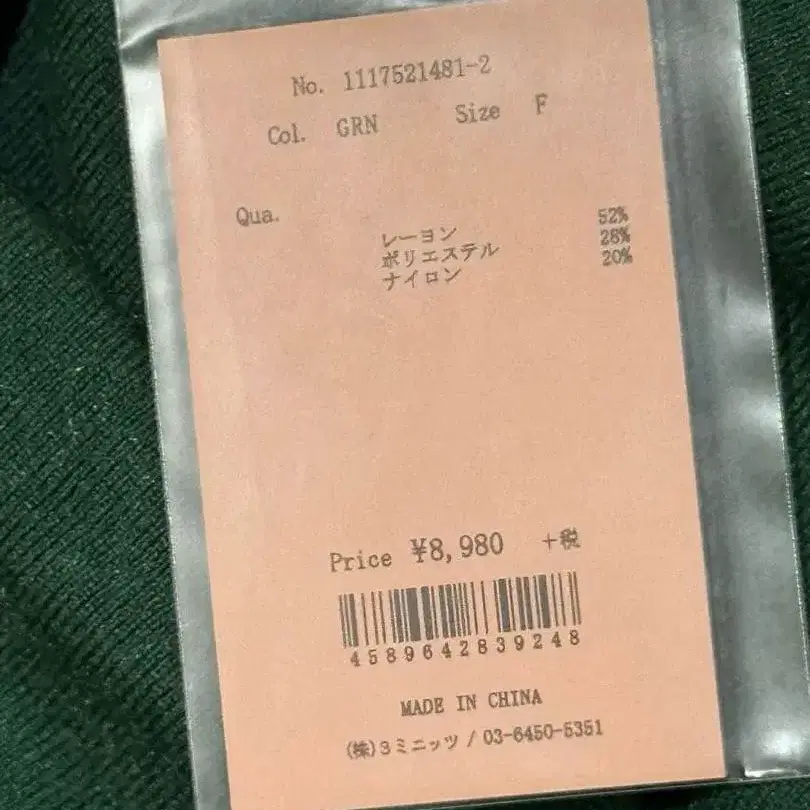 No. 1117521481-2
Col. GRN Size F
Qua.
レーヨン 52%
ポリエステル 28%
ナイロン 20%
Price ¥8,980 +税
4589642839248
MADE IN CHINA
(株)3ミニッツ / 03-6450-5351